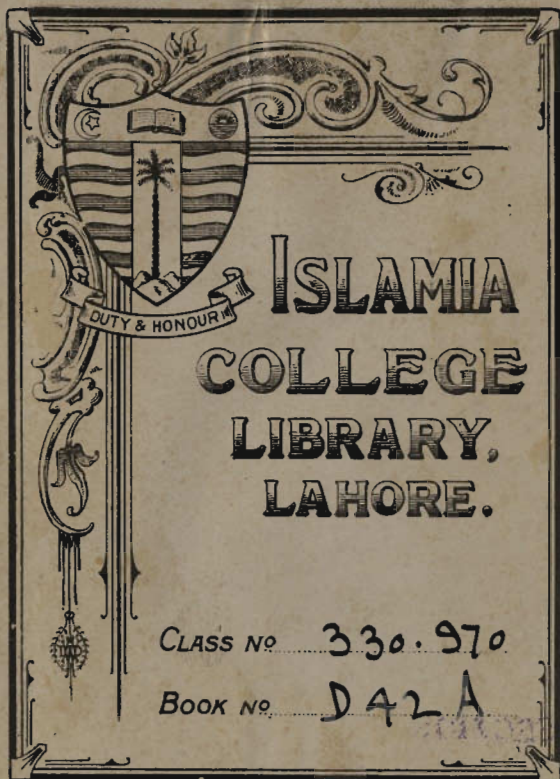 DUTY & HONOUR
ISLAMIA
COLLEGE
LIBRARY,
LAHORE.
CLASS Nº 330.970
BOOK Nº D42A